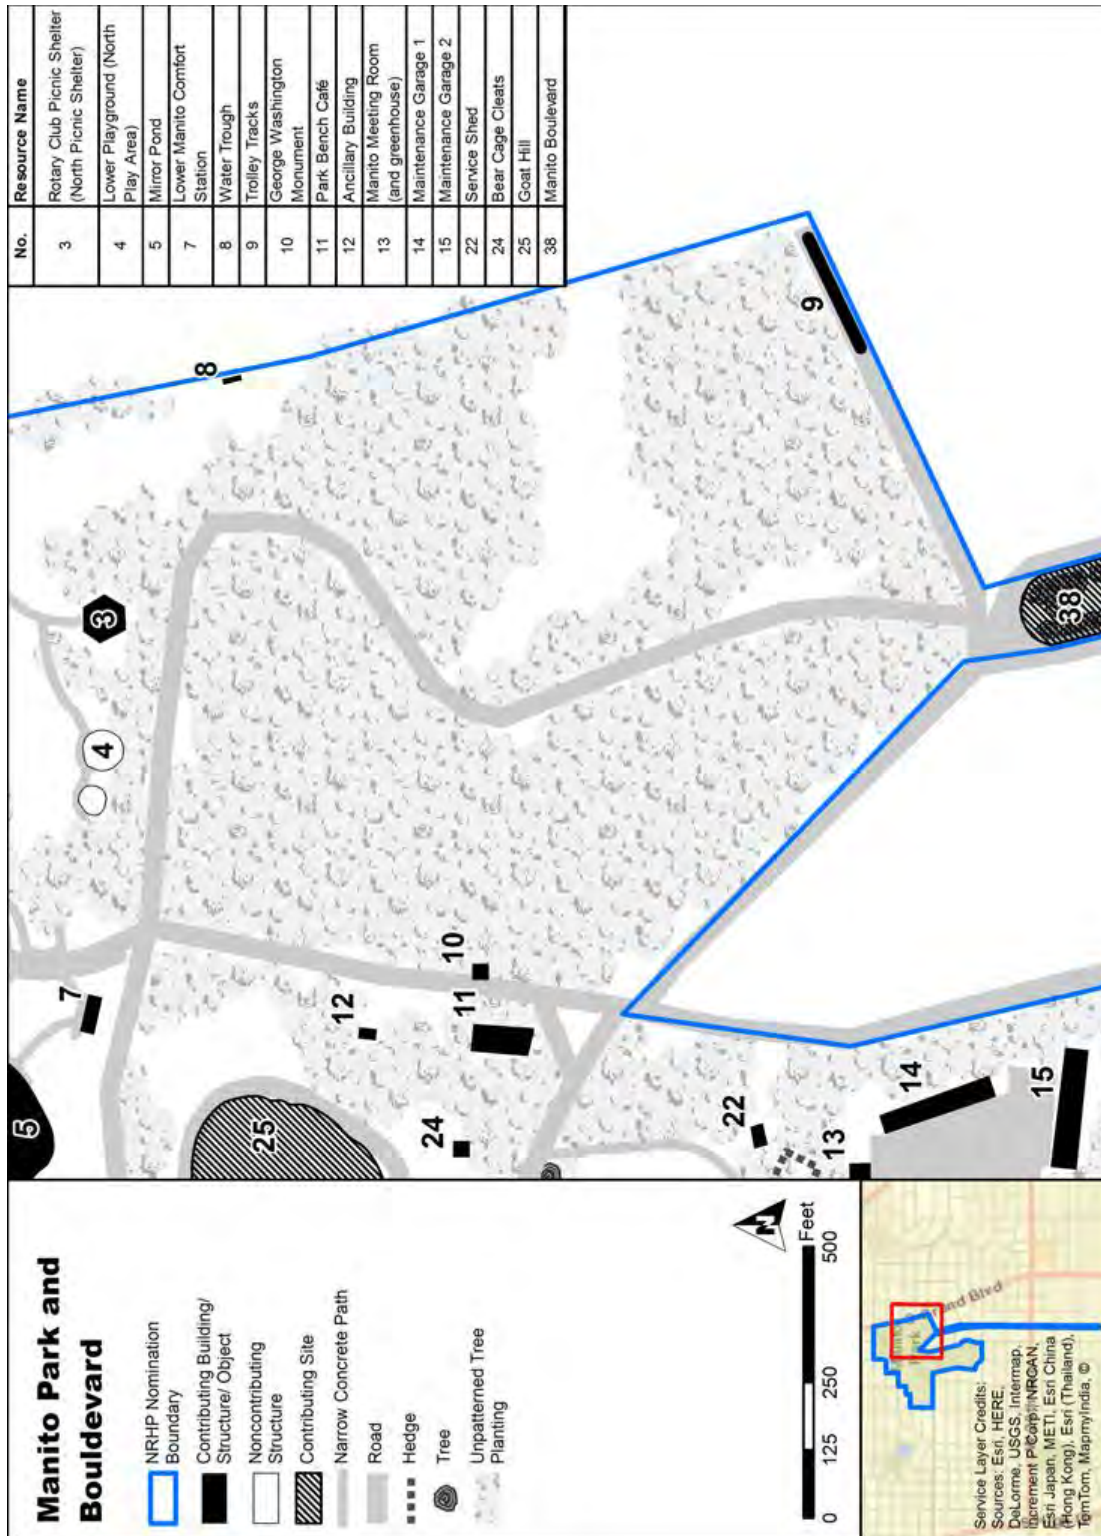 Manito Park and
Bouldevard
NRHP Nomination
Boundary
Contributing Building/
Structure/ Object
Noncontributing
Structure
Contributing Site
Narrow Concrete Path
Road
Hedge
Tree
Unpatterned Tree
Planting
N
0 125 250 500
Feet
Grand Blvd
Park
Service Layer Credits:
Sources: Esri, HERE,
DeLorme, USGS, Intermap,
increment P Corp., NRCAN,
Esri Japan, METI, Esri China
(Hong Kong), Esri (Thailand),
TomTom, MapmyIndia, ©
5
7
4
3
8
25
12
24
11
10
9
22
13
14
15
38
No. Resource Name
3 Rotary Club Picnic Shelter
(North Picnic Shelter)
4 Lower Playground (North
Play Area)
5 Mirror Pond
7 Lower Manito Comfort
Station
8 Water Trough
9 Trolley Tracks
10 George Washington
Monument
11 Park Bench Café
12 Ancillary Building
13 Manito Meeting Room
(and greenhouse)
14 Maintenance Garage 1
15 Maintenance Garage 2
22 Service Shed
24 Bear Cage Cleats
25 Goat Hill
38 Manito Boulevard